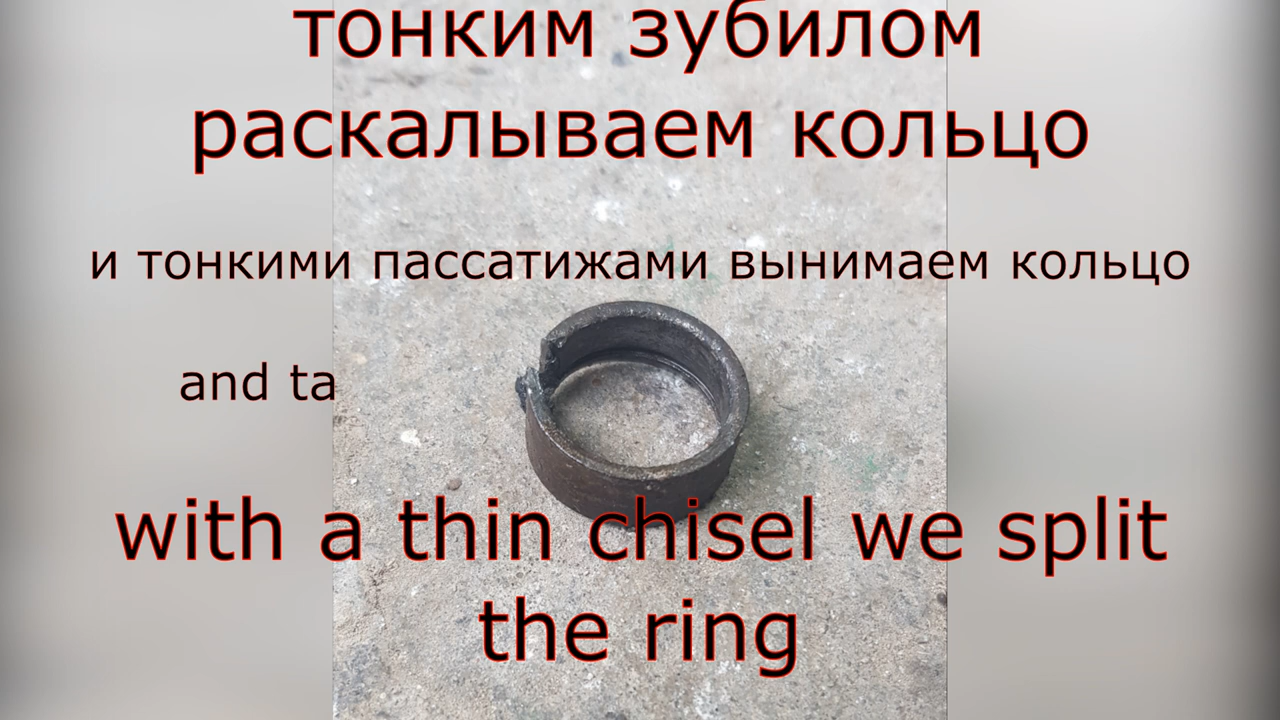 тонким зубилом
раскалываем кольцо
и тонкими пассатижами вынимаем кольцо
and ta
with a thin chisel we split
the ring